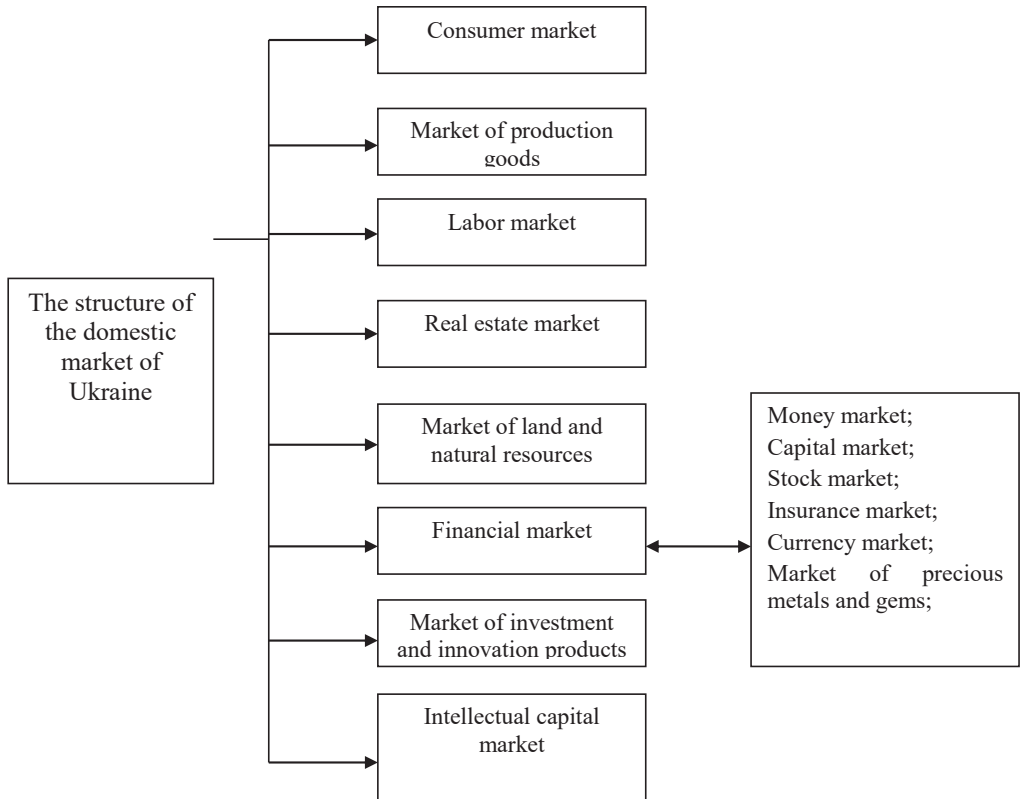 Consumer market
Market of production
goods
Labor market
The structure of
the domestic
market of
Ukraine
Real estate market
Market of land and
natural resources
Financial market
Money market;
Capital market;
Stock market;
Insurance market;
Currency market;
Market of precious
metals and gems;
Market of investment
and innovation products
Intellectual capital
market